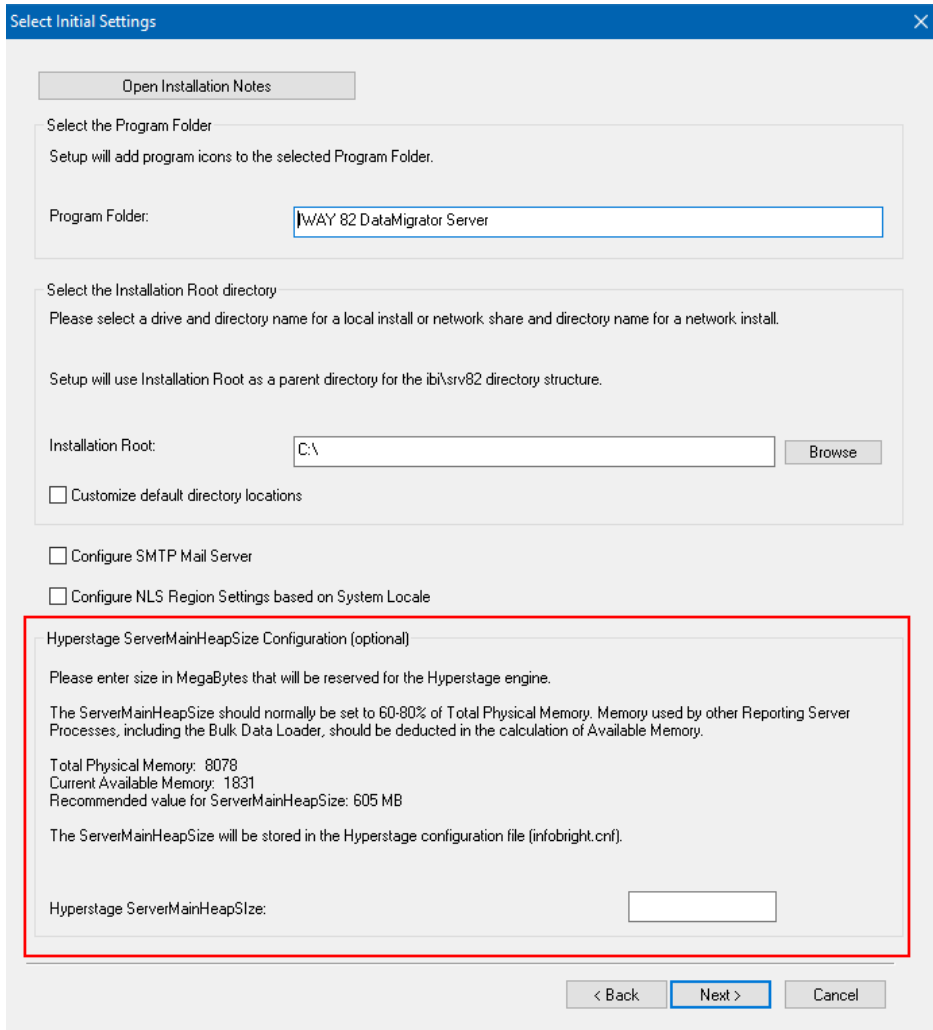 Select Initial Settings
Open Installation Notes
Select the Program Folder
Setup will add program icons to the selected Program Folder.
Program Folder:
IWAY 82 DataMigrator Server
Select the Installation Root directory
Please select a drive and directory name for a local install or network share and directory name for a network install.
Setup will use Installation Root as a parent directory for the ibi\srv82 directory structure.
Installation Root:
C:\
Browse
Customize default directory locations
Configure SMTP Mail Server
Configure NLS Region Settings based on System Locale
Hyperstage ServerMainHeapSize Configuration (optional)
Please enter size in MegaBytes that will be reserved for the Hyperstage engine.
The ServerMainHeapSize should normally be set to 60-80% of Total Physical Memory. Memory used by other Reporting Server
Processes, including the Bulk Data Loader, should be deducted in the calculation of Available Memory.
Total Physical Memory: 8078
Current Available Memory: 1831
Recommended value for ServerMainHeapSize: 605 MB
The ServerMainHeapSize will be stored in the Hyperstage configuration file (infobright.cnf).
Hyperstage ServerMainHeapSIze:
< Back
Next >
Cancel